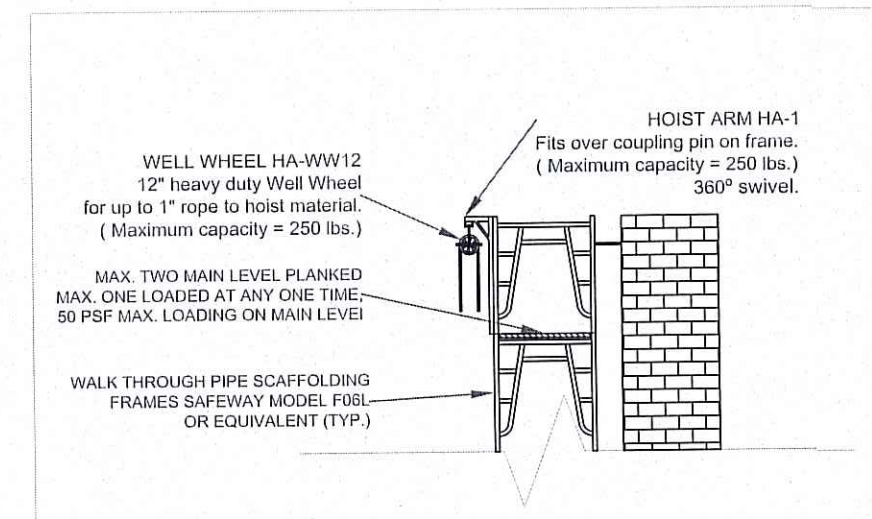 HOIST ARM HA-1
Fits over coupling pin on frame.
( Maximum capacity = 250 lbs.)
360º swivel.
WELL WHEEL HA-WW12
12" heavy duty Well Wheel
for up to 1" rope to hoist material.
( Maximum capacity = 250 lbs.)
MAX. TWO MAIN LEVEL PLANKED
MAX. ONE LOADED AT ANY ONE TIME,
50 PSF MAX. LOADING ON MAIN LEVEL
WALK THROUGH PIPE SCAFFOLDING
FRAMES SAFEWAY MODEL F06L
OR EQUIVALENT (TYP.)